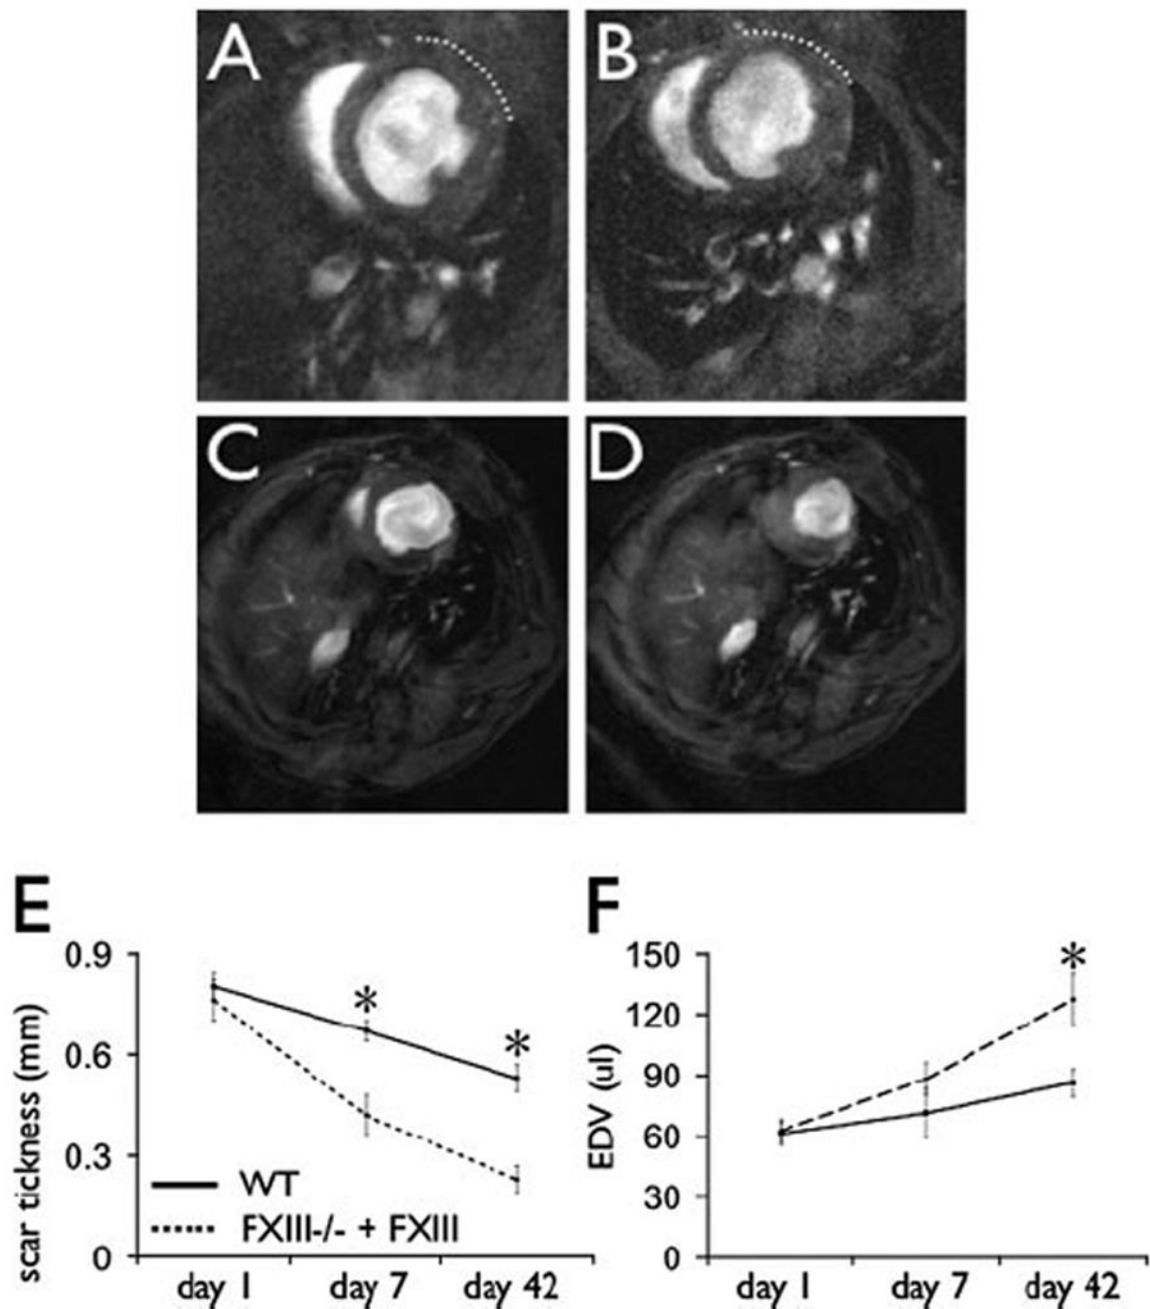 A
B
C
D
E
F
scar tickness (mm)
0.9
0.6
0.3
0
*
*
WT
FXIII-/- + FXIII
day 1
day 7
day 42
EDV (ul)
150
120
90
60
30
0
*
day 1
day 7
day 42